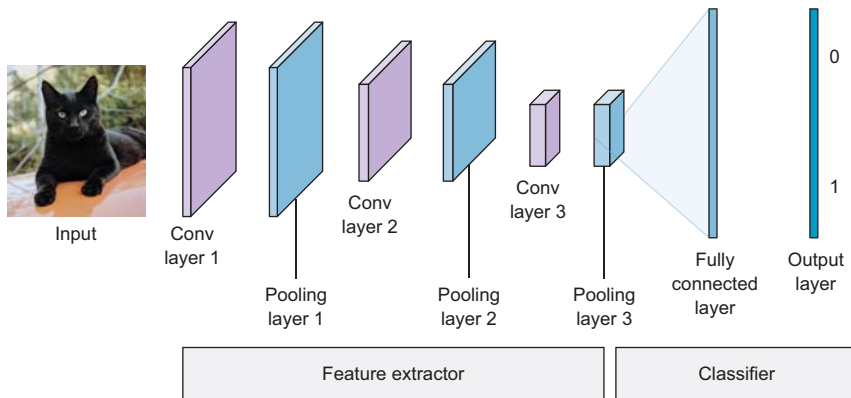 0
1
Input
Conv
layer 1
Pooling
layer 1
Conv
layer 2
Pooling
layer 2
Conv
layer 3
Pooling
layer 3
Fully
connected
layer
Output
layer
Feature extractor
Classifier